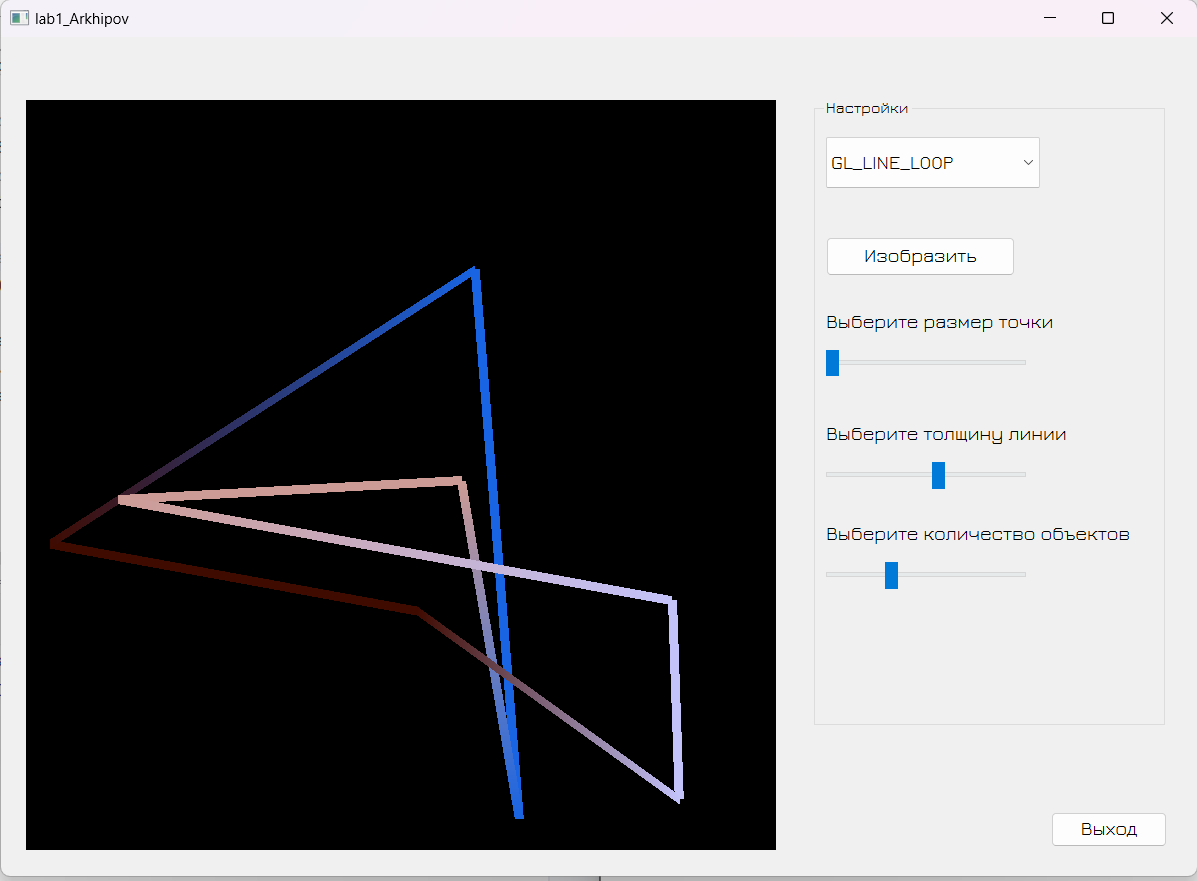 lab1_Arkhipov
Настройки
GL_LINE_LOOP
Изобразить
Выберите размер точки
Выберите толщину линии
Выберите количество объектов
Выход